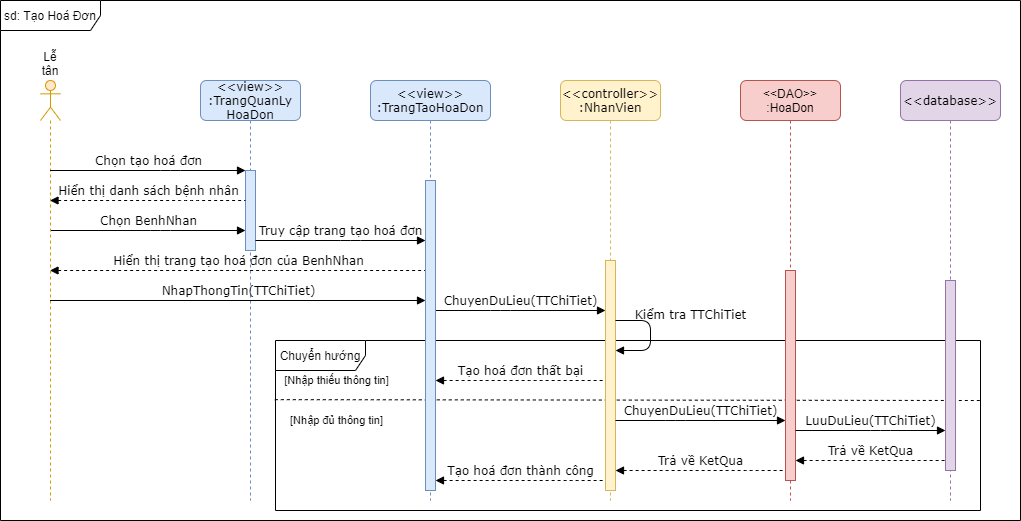 sd: Tạo Hoá Đơn
Lễ
tân
<<view>>
:TrangQuanLy
HoaDon
<<view>>
:TrangTaoHoaDon
<<controller>>
:NhanVien
<<DAO>>
:HoaDon
<<database>>
Chọn tạo hoá đơn
Hiển thị danh sách bệnh nhân
Chọn BenhNhan
Truy cập trang tạo hoá đơn
Hiển thị trang tạo hoá đơn của BenhNhan
NhapThongTin(TTChiTiet)
ChuyenDuLieu(TTChiTiet)
Kiểm tra TTChiTiet
Chuyển hướng
[Nhập thiếu thông tin]
Tạo hoá đơn thất bại
[Nhập đủ thông tin]
ChuyenDuLieu(TTChiTiet)
LuuDuLieu(TTChiTiet)
Trả về KetQua
Trả về KetQua
Tạo hoá đơn thành công